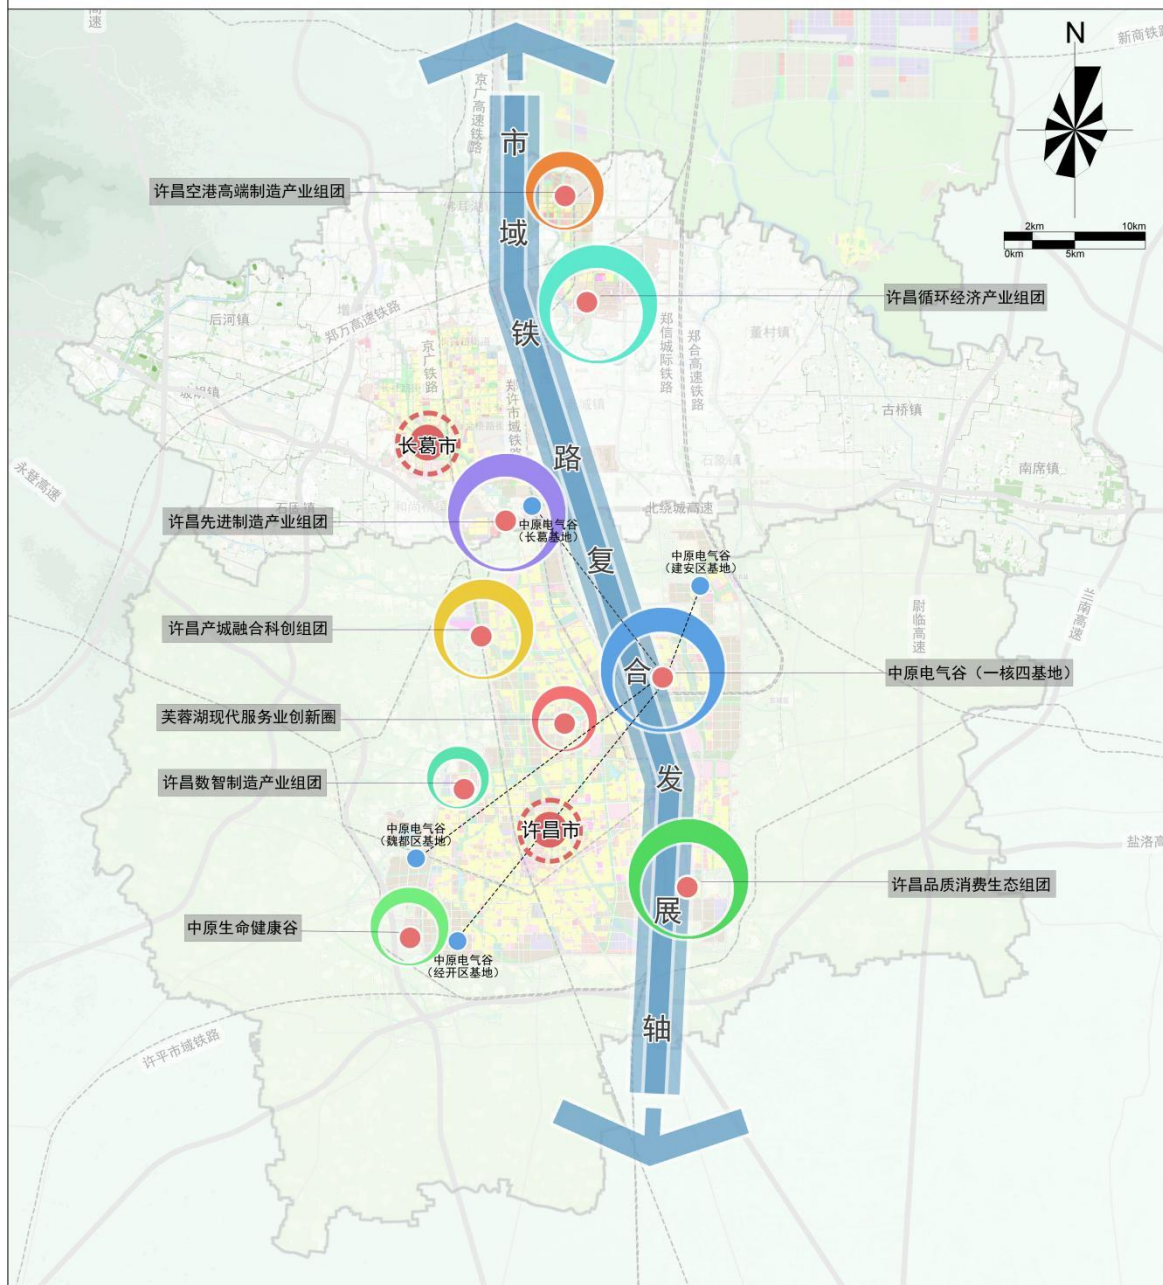 高速
新商铁路
N
京广高速铁路
市域铁路复合发展轴
2km
10km
0km
5km
许昌空港高端制造产业组团
许昌循环经济产业组团
后河镇
郑万高速铁路
京广铁路
郑许市域铁路
郑信城际铁路
郑合高速铁路
董村镇
古桥镇
南席镇
石象镇
长葛市
永登高速
北绕城高速
许昌先进制造产业组团
中原电气谷
（长葛基地）
中原电气谷
（建安区基地）
兰南高速
尉临高速
许昌产城融合科创组团
中原电气谷（一核四基地）
芙蓉湖现代服务业创新圈
许昌数智制造产业组团
中原电气谷
（魏都区基地）
许昌市
盐洛高速
许昌品质消费生态组团
中原生命健康谷
中原电气谷
（经开区基地）
许平市域铁路